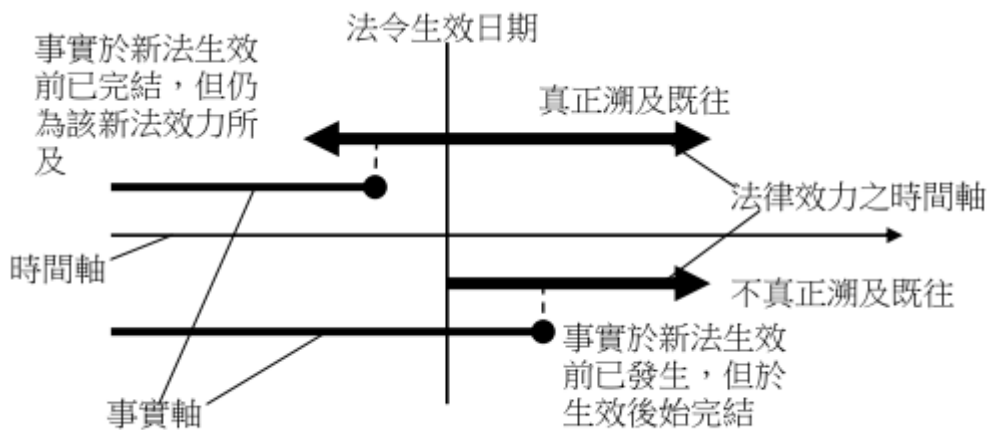 法令生效日期
事實於新法生效
前已完結，但仍
為該新法效力所
及
真正溯及既往
法律效力之時間軸
時間軸
不真正溯及既往
事實於新法生效
前已發生，但於
生效後始完結
事實軸